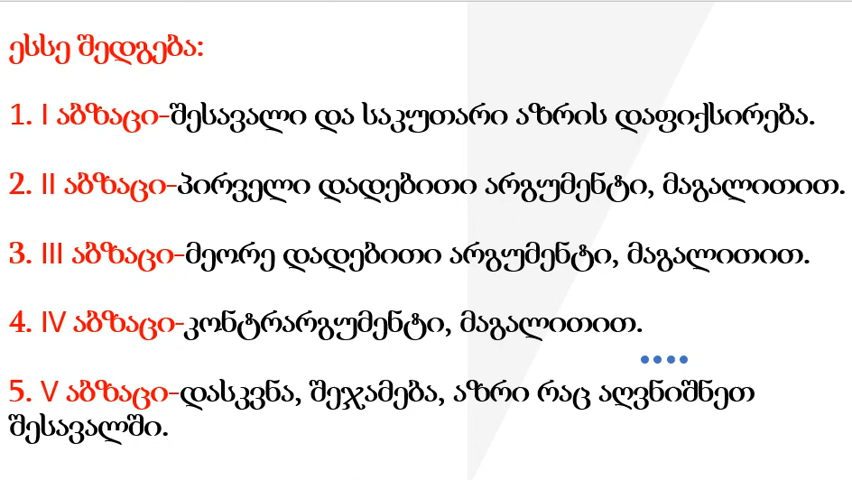 ესსე შედგება:
1. I აბზაცი-შესავალი და საკუთარი აზრის დაფიქსირება.
2. II აბზაცი-პირველი დადებითი არგუმენტი, მაგალითით.
3. III აბზაცი-მეორე დადებითი არგუმენტი, მაგალითით.
4. IV აბზაცი-კონტრარგუმენტი, მაგალითით.
5. V აბზაცი-დასკვნა, შეჯამება, აზრი რაც აღვნიშნეთ
შესავალში.